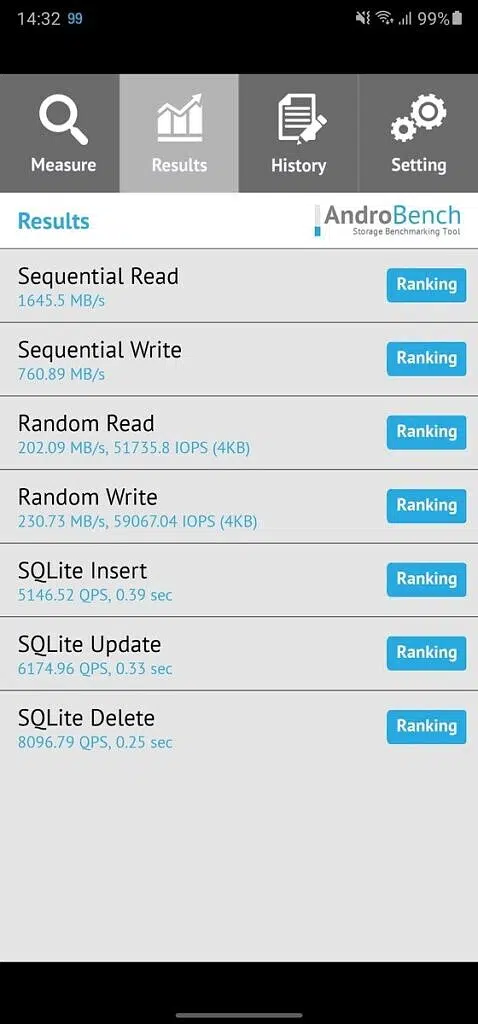 14:32 99 99%
Measure Results History Setting
Results AndroBench
Storage Benchmarking Tool
Sequential Read
1645.5 MB/s
Ranking
Sequential Write
760.89 MB/s
Ranking
Random Read
202.09 MB/s, 51735.8 IOPS (4KB)
Ranking
Random Write
230.73 MB/s, 59067.04 IOPS (4KB)
Ranking
SQLite Insert
5146.52 QPS, 0.39 sec
Ranking
SQLite Update
6174.96 QPS, 0.33 sec
Ranking
SQLite Delete
8096.79 QPS, 0.25 sec
Ranking